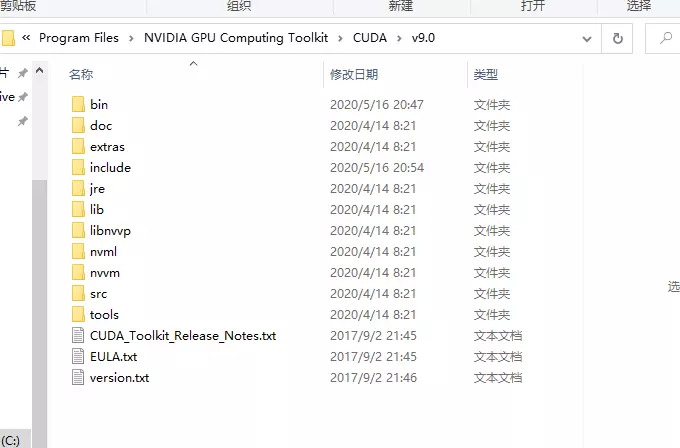 剪贴板 组织 新建 打开 选择
« Program Files › NVIDIA GPU Computing Toolkit › CUDA › v9.0
名称 修改日期 类型
片
ive
bin 2020/5/16 20:47 文件夹
doc 2020/4/14 8:21 文件夹
extras 2020/4/14 8:21 文件夹
include 2020/5/16 20:54 文件夹
jre 2020/4/14 8:21 文件夹
lib 2020/4/14 8:21 文件夹
libnvvp 2020/4/14 8:21 文件夹
nvml 2020/4/14 8:21 文件夹
nvvm 2020/4/14 8:21 文件夹
src 2020/4/14 8:21 文件夹
选
tools 2020/4/14 8:21 文件夹
CUDA_Toolkit_Release_Notes.txt 2017/9/2 21:45 文本文档
EULA.txt 2017/9/2 21:45 文本文档
version.txt 2017/9/2 21:46 文本文档
(C:)